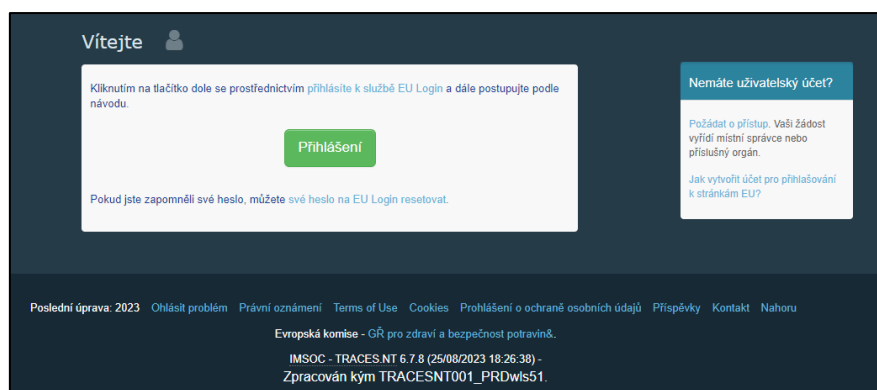 Vítejte
Kliknutím na tlačítko dole se prostřednictvím přihlásíte k službě EU Login a dále postupujte podle
návodu.
Přihlášení
Pokud jste zapomněli své heslo, můžete své heslo na EU Login resetovat.
Nemáte uživatelský účet?
Požádat o přístup. Vaši žádost
vyřídí místní správce nebo
příslušný orgán.
Jak vytvořit účet pro přihlašování
k stránkám EU?
Poslední úprava: 2023 Ohlásit problém Právní oznámení Terms of Use Cookies Prohlášení o ochraně osobních údajů Příspěvky Kontakt Nahoru
Evropská komise - GŘ pro zdraví a bezpečnost potravin&.
IMSOC - TRACES.NT 6.7.8 (25/08/2023 18:26:38) -
Zpracován kým TRACESNT001_PRDwls51.